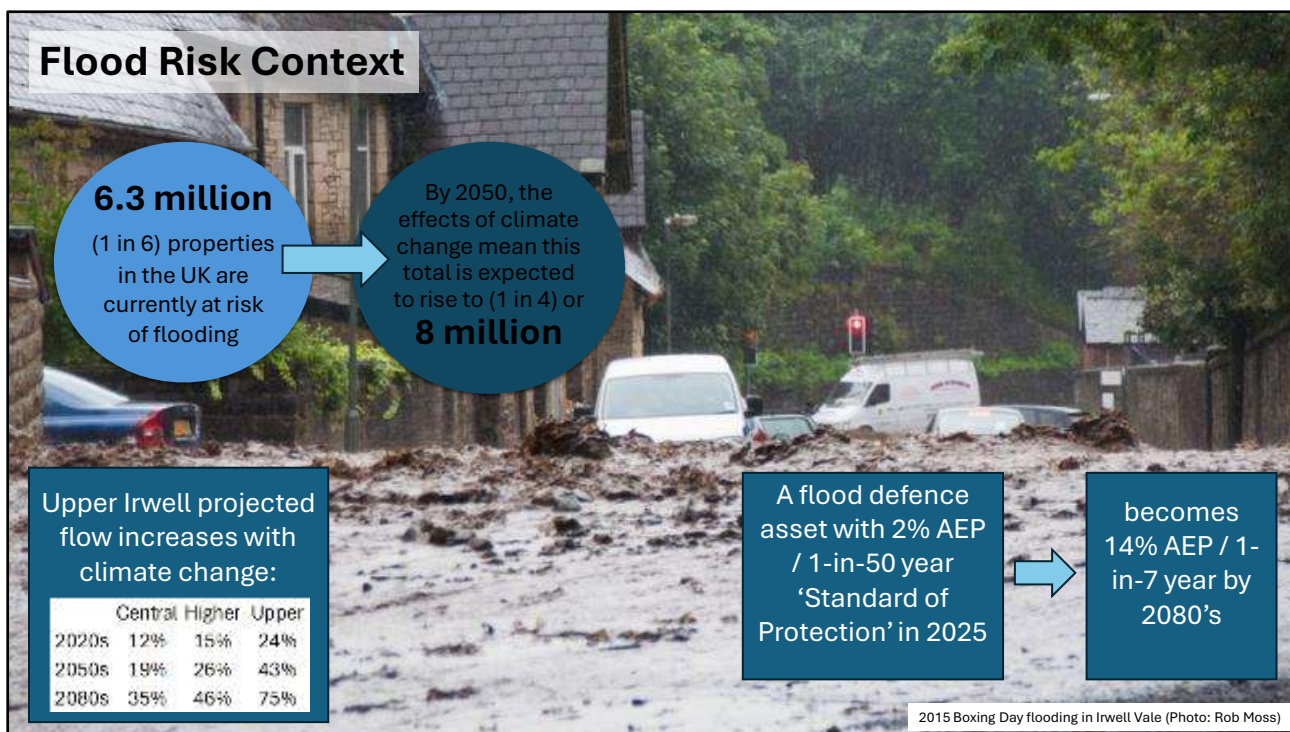 Flood Risk Context
6.3 million
(1 in 6) properties
in the UK are
currently at risk
of flooding
By 2050, the
effects of climate
change mean this
total is expected
to rise to (1 in 4) or
8 million
Upper Irwell projected
flow increases with
climate change:
Central Higher Upper
2020s 12% 15% 24%
2050s 19% 26% 43%
2080s 35% 46% 75%
A flood defence
asset with 2% AEP
/ 1-in-50 year
‘Standard of
Protection’ in 2025
becomes
14% AEP / 1-
in-7 year by
2080’s
2015 Boxing Day flooding in Irwell Vale (Photo: Rob Moss)